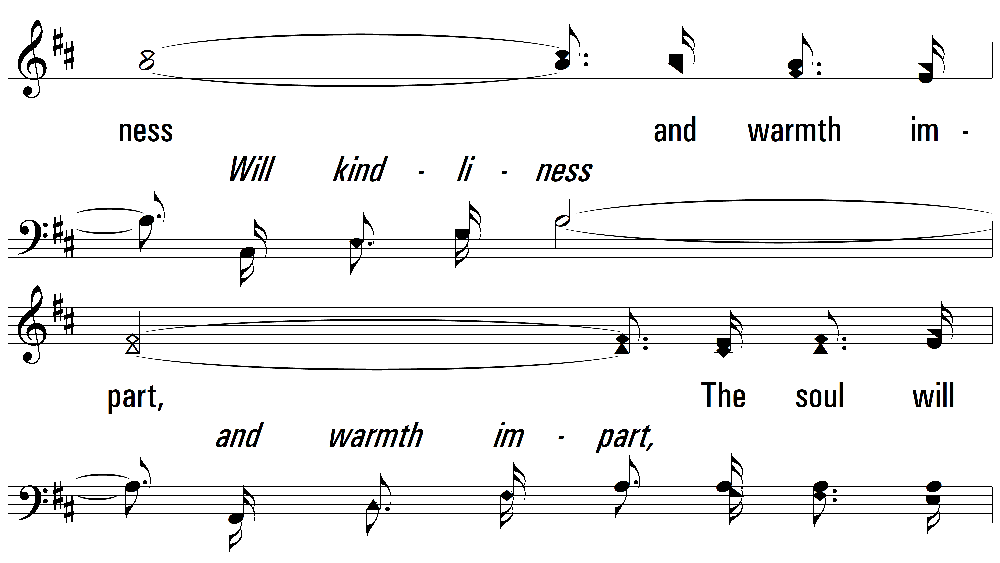 ness and warmth im -
Will kind - li - ness
part, The soul will
and warmth im - part,